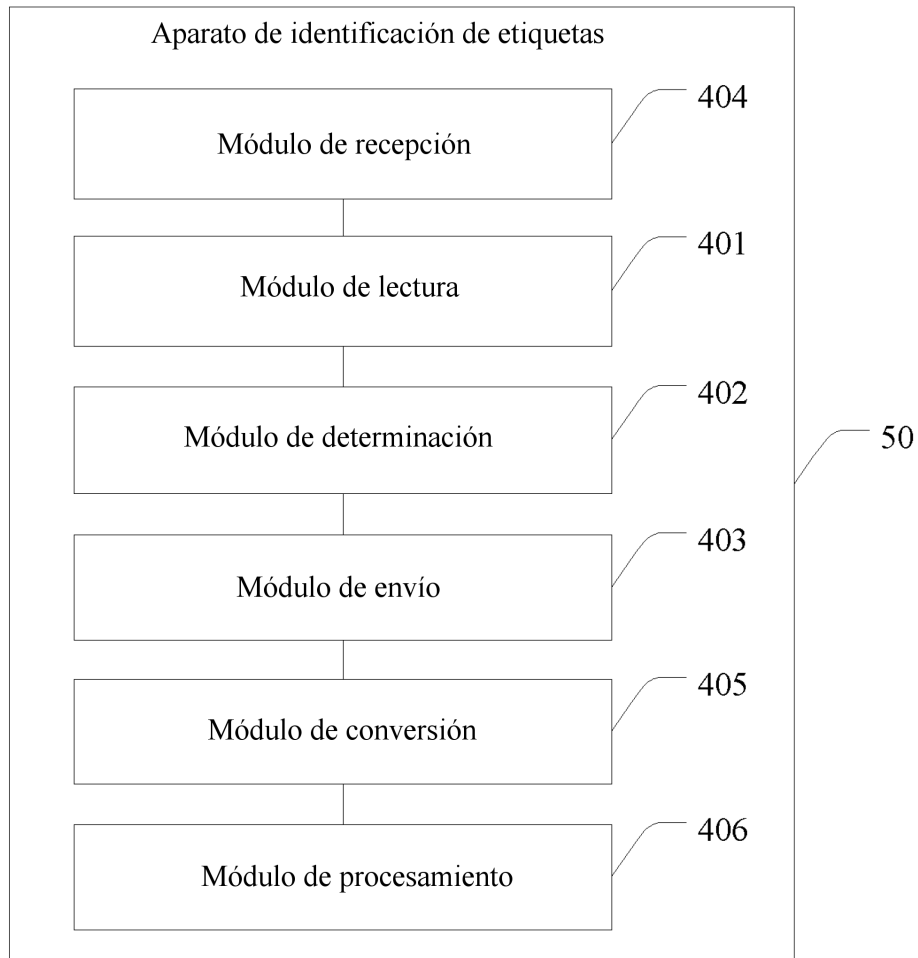 Aparato de identificación de etiquetas
404
Módulo de recepción
401
Módulo de lectura
402
Módulo de determinación
50
403
Módulo de envío
405
Módulo de conversión
406
Módulo de procesamiento